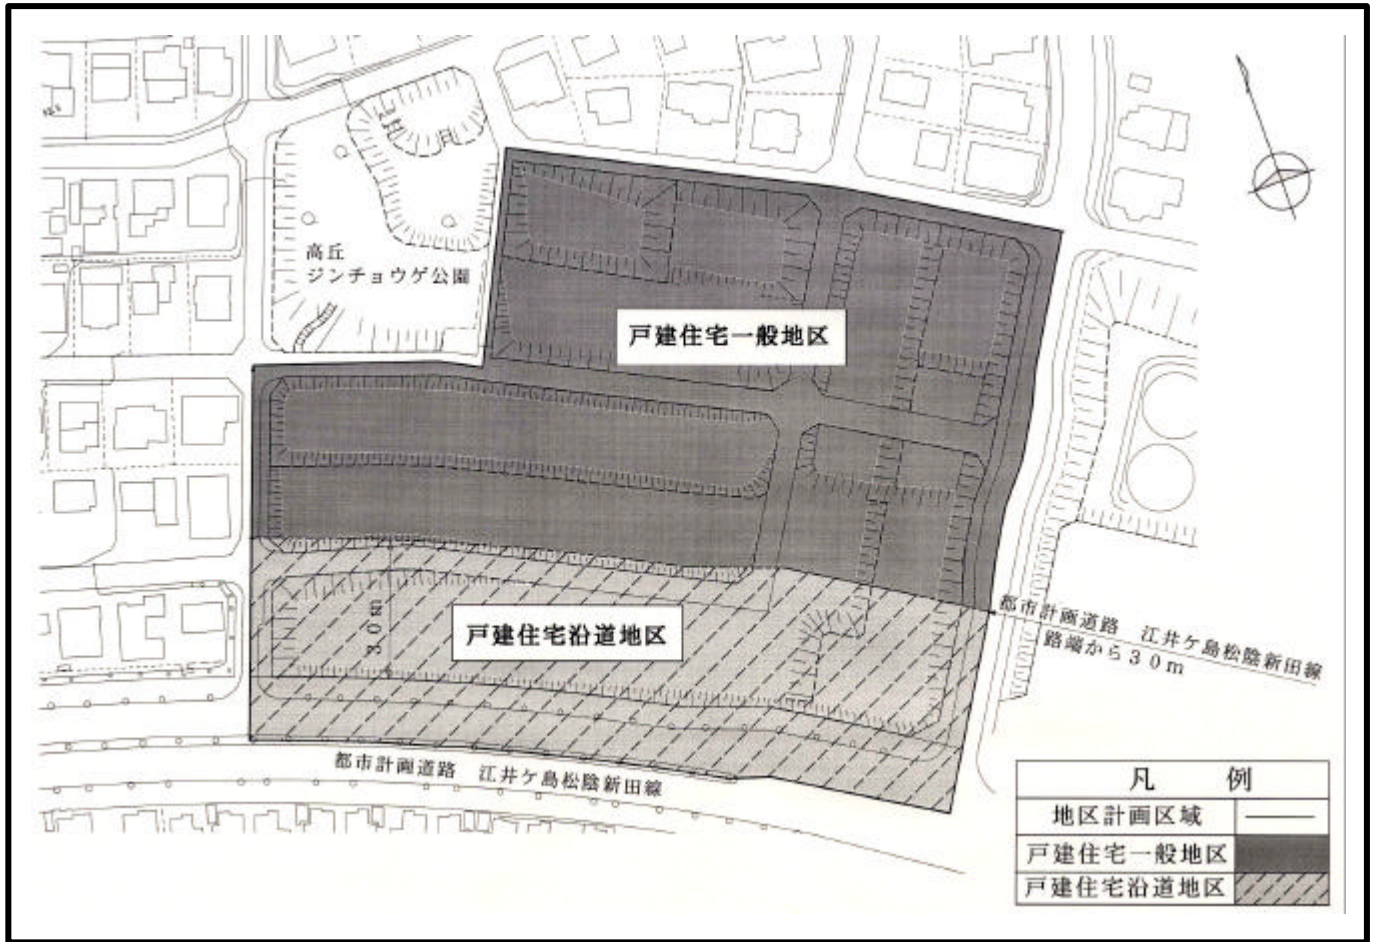 高丘
ジンチョウゲ公園
戸建住宅一般地区
戸建住宅沿道地区
30m
都市計画道路 江井ケ島松陰新田線
路端から30m
都市計画道路 江井ケ島松陰新田線
凡 例
地区計画区域
戸建住宅一般地区
戸建住宅沿道地区